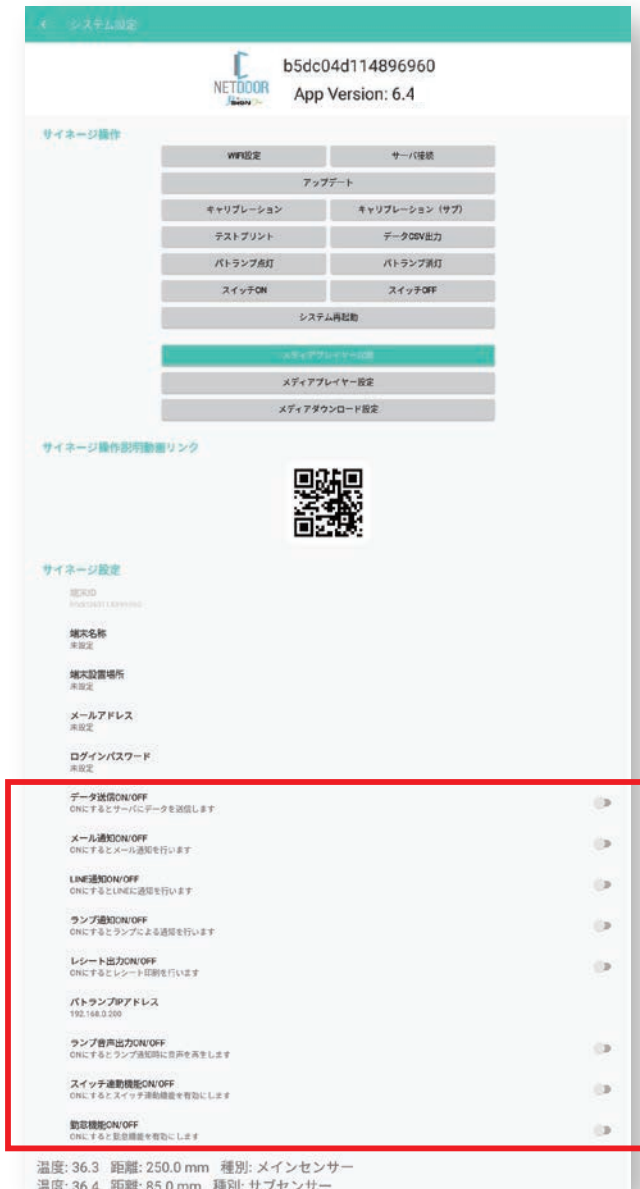 システム設定
NETDOOR
SIGN
b5dc04d114896960
App Version: 6.4
サイネージ操作
WIFI設定
サーバ接続
アップデート
キャリブレーション
キャリブレーション（サブ）
テストプリント
データCSV出力
パトランプ点灯
パトランプ消灯
スイッチON
スイッチOFF
システム再起動
メディアプレイヤー設定
メディアダウンロード設定
サイネージ操作説明動画リンク
サイネージ設定
端末ID
端末名称
未設定
端末設置場所
未設定
メールアドレス
未設定
ログインパスワード
未設定
データ送信ON/OFF
ONにするとサーバにデータを送信します
メール通知ON/OFF
ONにするとメール通知を行います
LINE通知ON/OFF
ONにするとLINEに通知を行います
ランプ通知ON/OFF
ONにするとランプによる通知を行います
レシート出力ON/OFF
ONにするとレシート印刷を行います
パトランプIPアドレス
192.168.0.200
ランプ音声出力ON/OFF
ONにするとランプ通知時に音声を再生します
スイッチ連動機能ON/OFF
ONにするとスイッチ連動機能を有効にします
勤怠機能ON/OFF
ONにすると勤怠機能を有効にします
温度: 36.3 距離: 250.0 mm 種別: メインセンサー
温度: 36.4 距離: 85.0 mm 種別: サブセンサー